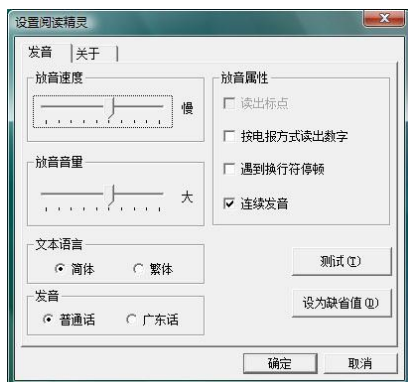 设置阅读精灵
发音 关于
放音速度
慢
放音音量
大
文本语言
简体 繁体
发音
普通话 广东话
放音属性
读出标点
按电报方式读出数字
遇到换行符停顿
连续发音
测试(T)
设为缺省值(D)
确定 取消